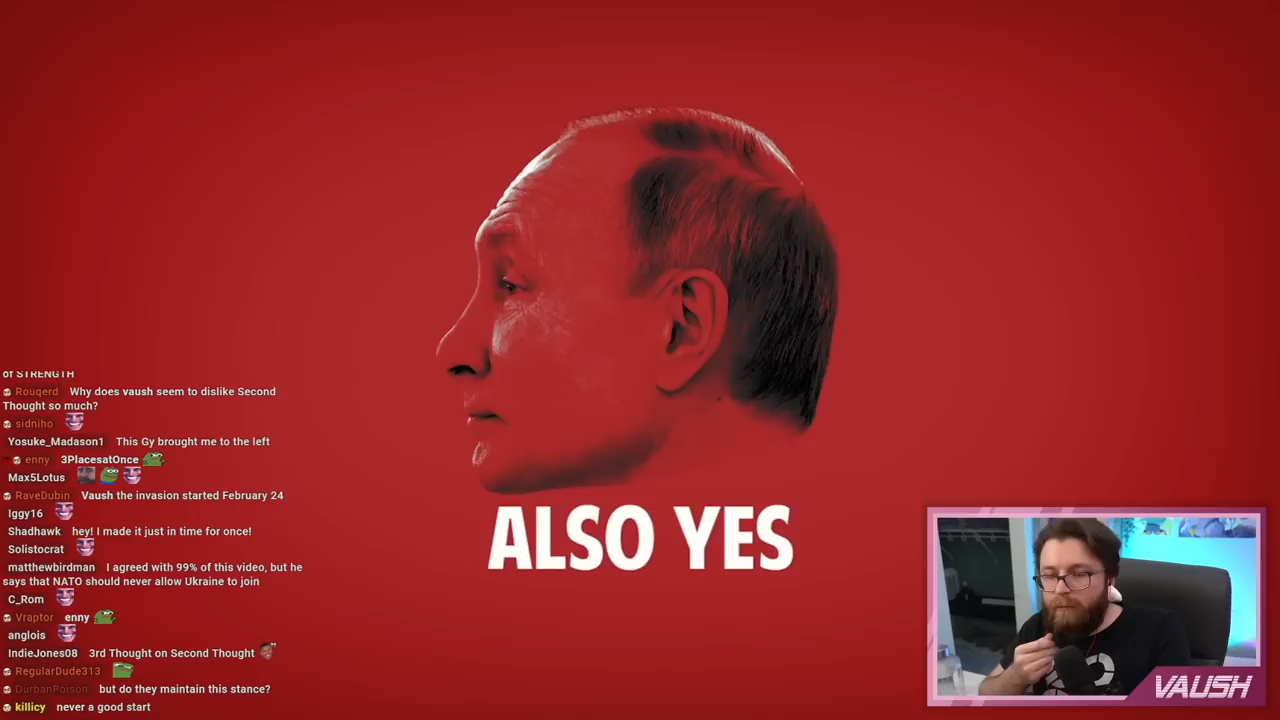 ALSO YES
of STRENGTH
Rouqerd Why does vaush seem to dislike Second
Thought so much?
sidniho
Yosuke_Madason1 This Gy brought me to the left
enny 3PlacesatOnce
Max5Lotus
RaveDubin Vaush the invasion started February 24
Iggy16
Shadhawk hey! I made it just in time for once!
Solistocrat
matthewbirdman I agreed with 99% of this video, but he
says that NATO should never allow Ukraine to join
C_Rom
Vraptor enny
anglois
IndieJones08 3rd Thought on Second Thought
RegularDude313
DurbanPoison but do they maintain this stance?
killicy never a good start
VAUSH